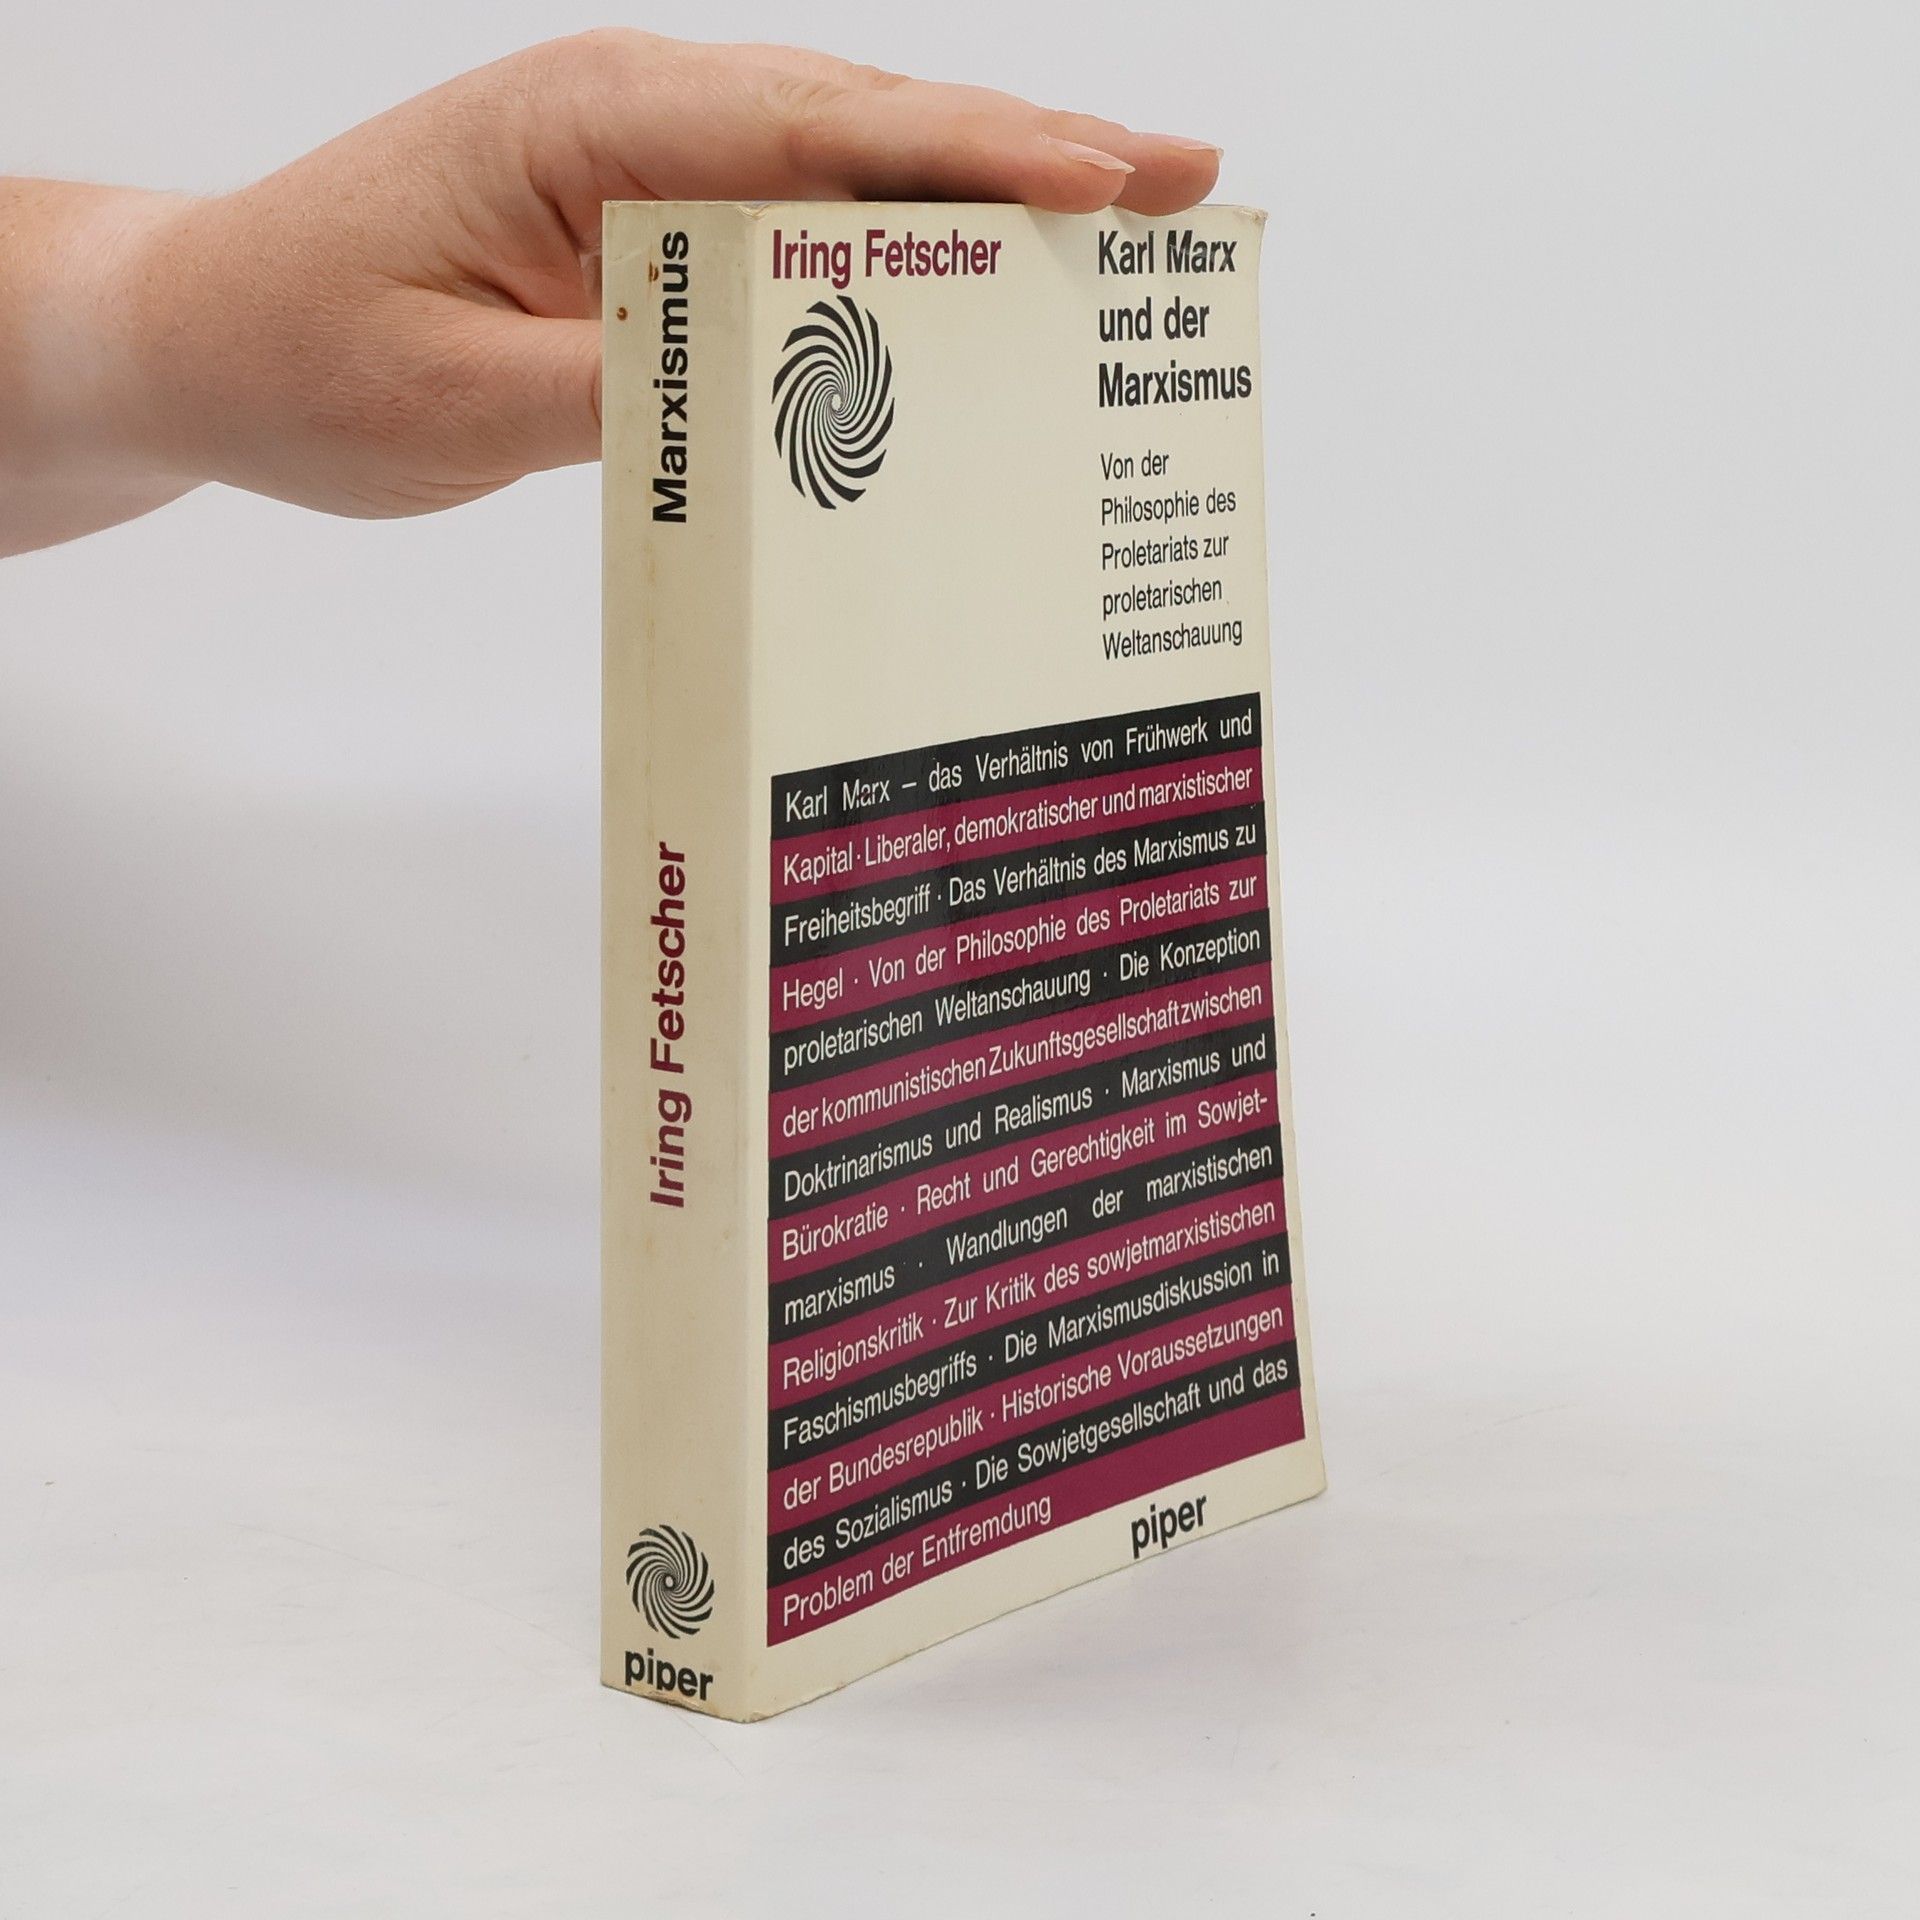 Marxismus
Iring Fetscher
piper
Iring Fetscher
Karl Marx
und der
Marxismus
Von der
Philosophie des
Proletariats zur
proletarischen
Weltanschauung
Karl Marx – das Verhältnis von Frühwerk und
Kapital · Liberaler, demokratischer und marxistischer
Freiheitsbegriff · Das Verhältnis des Marxismus zu
Hegel · Von der Philosophie des Proletariats zur
proletarischen Weltanschauung · Die Konzeption
der kommunistischen Zukunftsgesellschaft zwischen
Doktrinarismus und Realismus · Marxismus und
Bürokratie · Recht und Gerechtigkeit im Sowjet-
marxismus · Wandlungen der marxistischen
Religionskritik · Zur Kritik des sowjetmarxistischen
Faschismusbegriffs · Die Marxismusdiskussion in
der Bundesrepublik · Historische Voraussetzungen
des Sozialismus · Die Sowjetgesellschaft und das
Problem der Entfremdung
piper